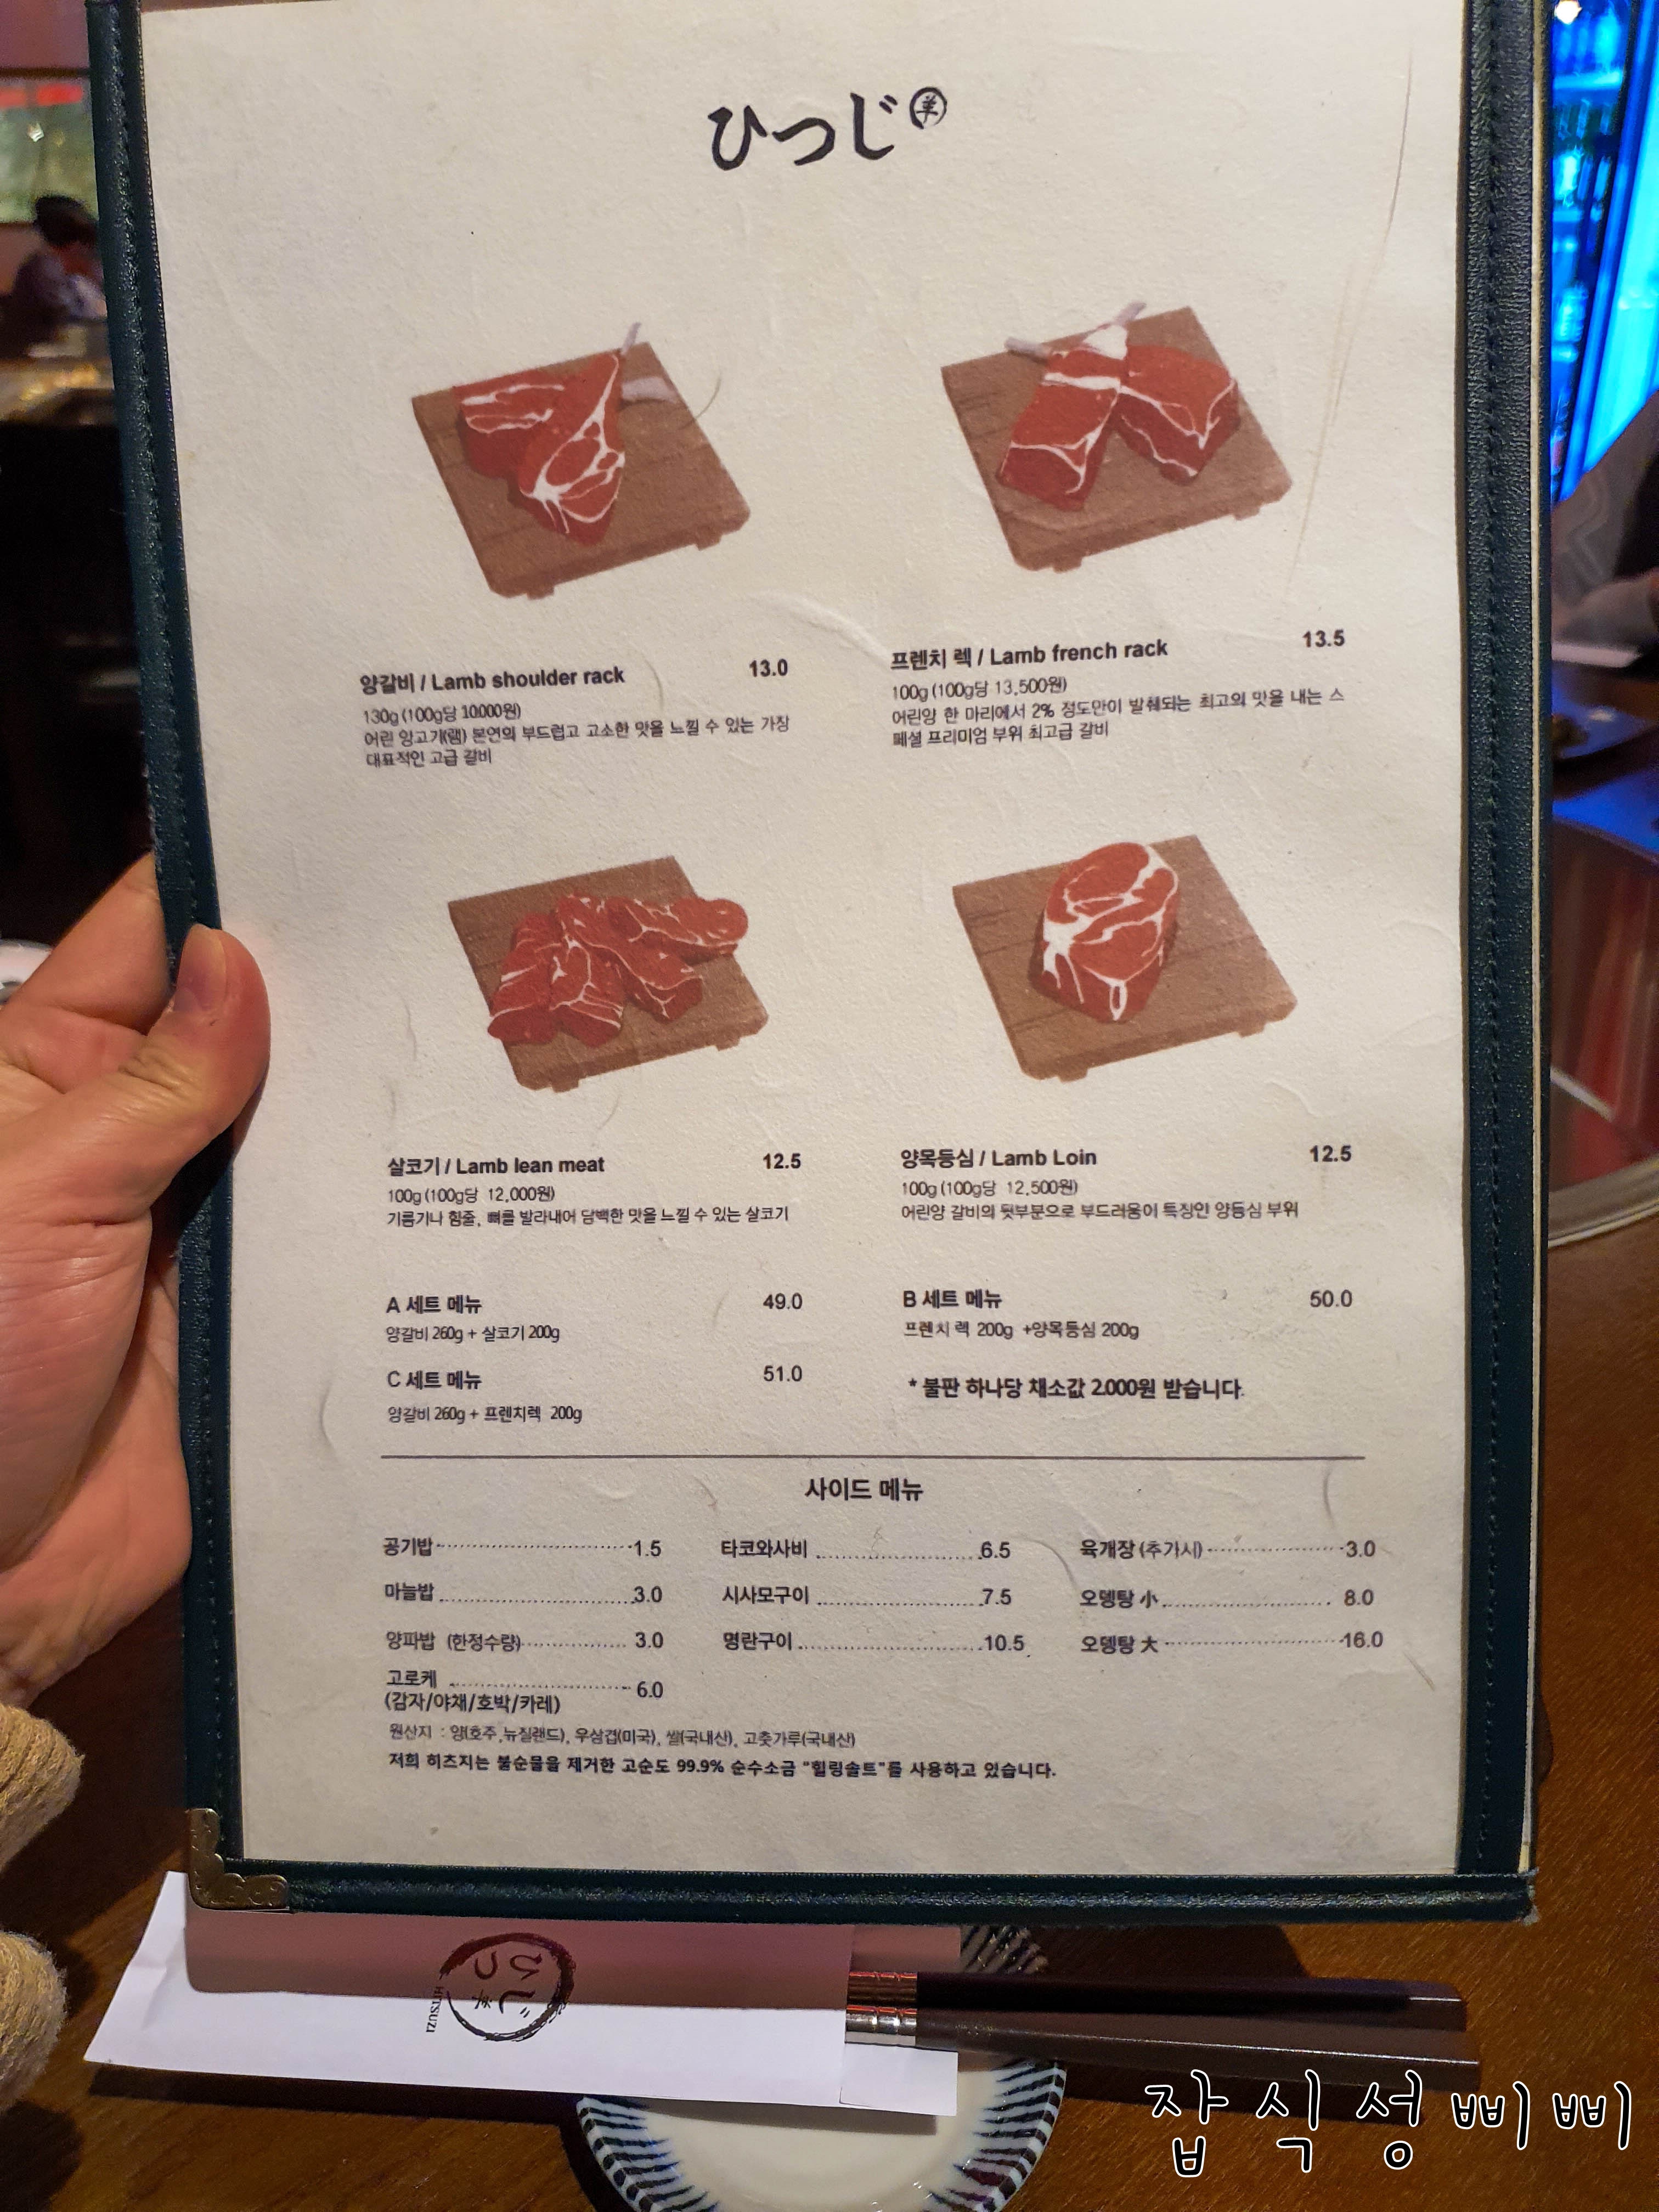 ひつじ 羊
양갈비 / Lamb shoulder rack 13.0
130g (100g당 10.000원)
어린 양고기(램) 본연의 부드럽고 고소한 맛을 느낄 수 있는 가장
대표적인 고급 갈비
프렌치 렉 / Lamb french rack 13.5
100g (100g당 13,500원)
어린양 한 마리에서 2% 정도만이 발췌되는 최고의 맛을 내는 스
페셜 프리미엄 부위 최고급 갈비
살코기 / Lamb lean meat 12.5
100g (100g당 12,000원)
기름기나 힘줄, 뼈를 발라내어 담백한 맛을 느낄 수 있는 살코기
양목등심 / Lamb Loin 12.5
100g (100g당 12,500원)
어린양 갈비의 뒷부분으로 부드러움이 특징인 양등심 부위
A 세트 메뉴 49.0
양갈비 260g + 살코기 200g
B 세트 메뉴 50.0
프렌치 렉 200g +양목등심 200g
C 세트 메뉴 51.0
양갈비 260g + 프렌치렉 200g
* 불판 하나당 채소값 2.000원 받습니다.
사이드 메뉴
공기밥 1.5
마늘밥 3.0
양파밥 (한정수량) 3.0
고로케 6.0
(감자/야채/호박/카레)
타코와사비 6.5
시사모구이 7.5
명란구이 10.5
육개장 (추가시) 3.0
오뎅탕 小 8.0
오뎅탕 大 16.0
원산지 : 양(호주,뉴질랜드), 우삼겹(미국), 쌀(국내산), 고춧가루(국내산)
저희 히츠지는 불순물을 제거한 고순도 99.9% 순수소금 "힐링솔트"를 사용하고 있습니다.
ひつじ 羊
HITSUZI
잡식성삐삐